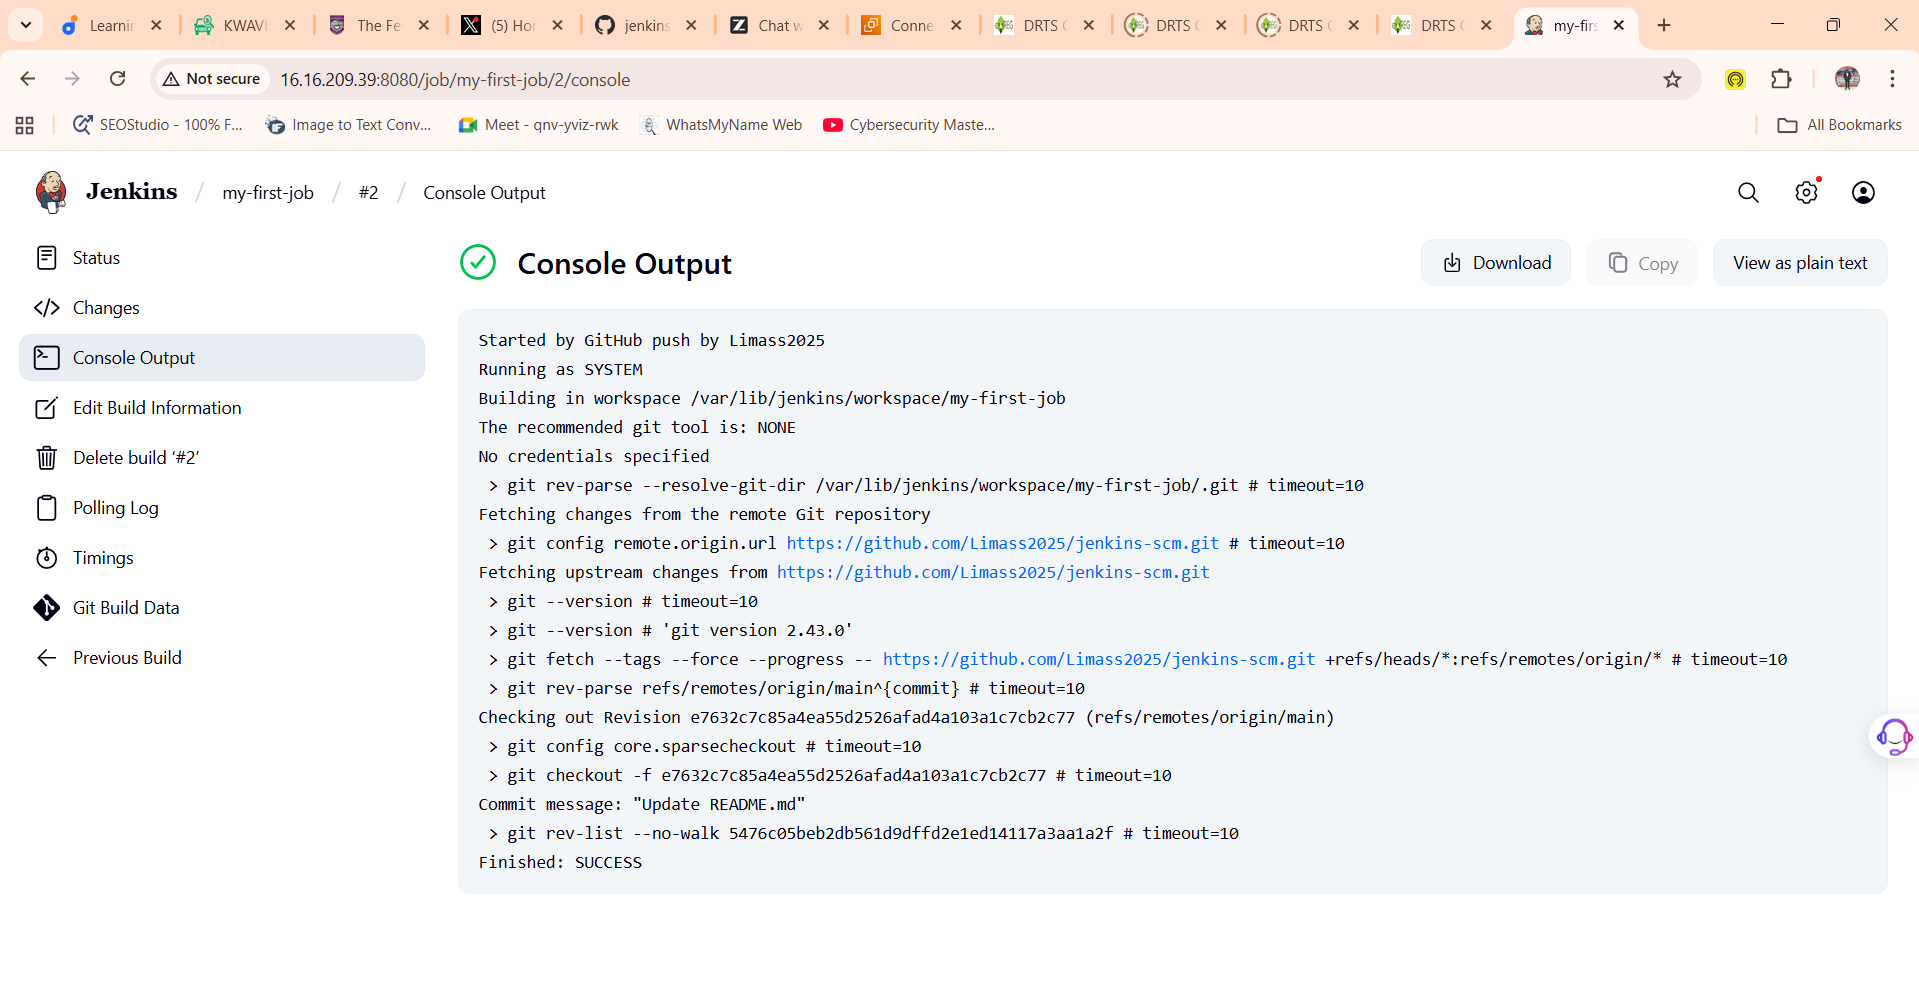 Learnin
KWAVI
The Fe
(5) Hor
jenkins
Chat w
Conne
DRTS C
DRTS C
DRTS C
DRTS C
my-firs
Not secure
16.16.209.39:8080/job/my-first-job/2/console
SEOStudio - 100% F...
Image to Text Conv...
Meet - qnv-yviz-rwk
WhatsMyName Web
Cybersecurity Maste...
All Bookmarks
Jenkins / my-first-job / #2 / Console Output
Status
Changes
Console Output
Edit Build Information
Delete build ‘#2’
Polling Log
Timings
Git Build Data
Previous Build
Console Output
Download
Copy
View as plain text
Started by GitHub push by Limass2025
Running as SYSTEM
Building in workspace /var/lib/jenkins/workspace/my-first-job
The recommended git tool is: NONE
No credentials specified
> git rev-parse --resolve-git-dir /var/lib/jenkins/workspace/my-first-job/.git # timeout=10
Fetching changes from the remote Git repository
> git config remote.origin.url https://github.com/Limass2025/jenkins-scm.git # timeout=10
Fetching upstream changes from https://github.com/Limass2025/jenkins-scm.git
> git --version # timeout=10
> git --version # 'git version 2.43.0'
> git fetch --tags --force --progress -- https://github.com/Limass2025/jenkins-scm.git +refs/heads/*:refs/remotes/origin/* # timeout=10
> git rev-parse refs/remotes/origin/main^{commit} # timeout=10
Checking out Revision e7632c7c85a4ea55d2526afad4a103a1c7cb2c77 (refs/remotes/origin/main)
> git config core.sparsecheckout # timeout=10
> git checkout -f e7632c7c85a4ea55d2526afad4a103a1c7cb2c77 # timeout=10
Commit message: "Update README.md"
> git rev-list --no-walk 5476c05beb2db561d9dffd2e1ed14117a3aa1a2f # timeout=10
Finished: SUCCESS